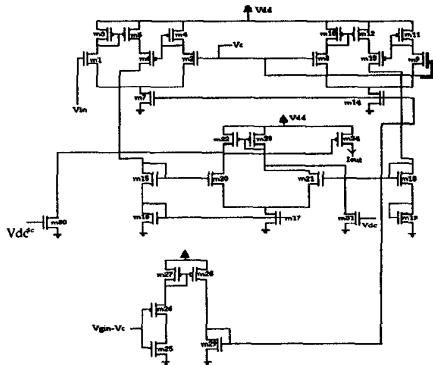 Vdd
m3 m5 m4 m10 m12 m11
m1 m6 m2 Vc m8 m13 m9
Vin
m7 m14
Vdd
m22 m23 m24
Iout
m15 m20 m21 m18
m30 m17 m31
Vdc Vdc
m16 m19
m27 m28
m26
Vgin-Vc
m25 m29